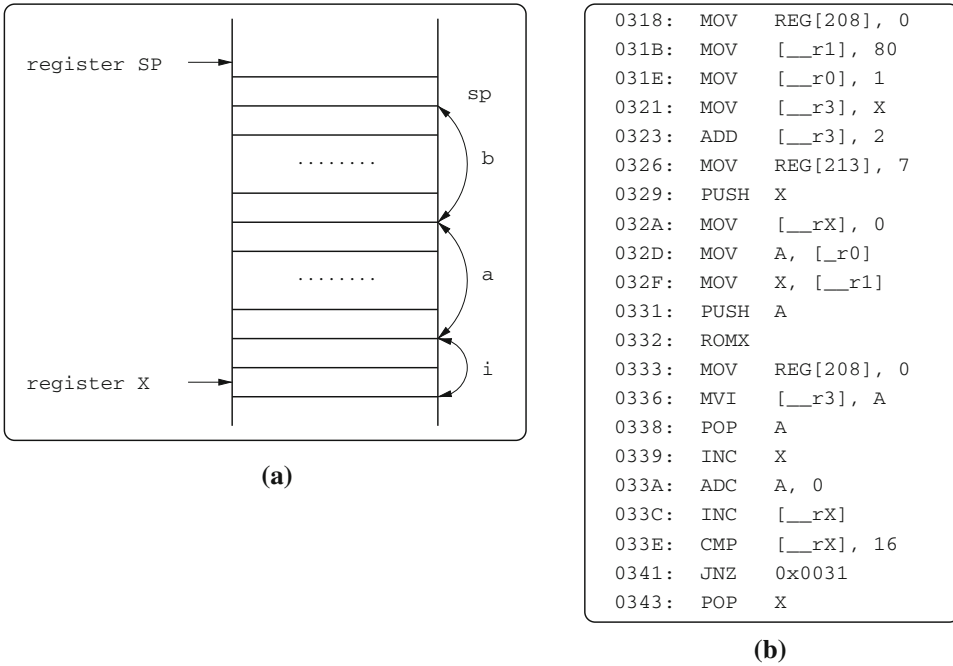 register SP
sp
b
........
a
........
i
register X
(a)
0318: MOV REG[208], 0
031B: MOV [__r1], 80
031E: MOV [__r0], 1
0321: MOV [__r3], X
0323: ADD [__r3], 2
0326: MOV REG[213], 7
0329: PUSH X
032A: MOV [__rX], 0
032D: MOV A, [_r0]
032F: MOV X, [__r1]
0331: PUSH A
0332: ROMX
0333: MOV REG[208], 0
0336: MVI [__r3], A
0338: POP A
0339: INC X
033A: ADC A, 0
033C: INC [__rX]
033E: CMP [__rX], 16
0341: JNZ 0x0031
0343: POP X
(b)